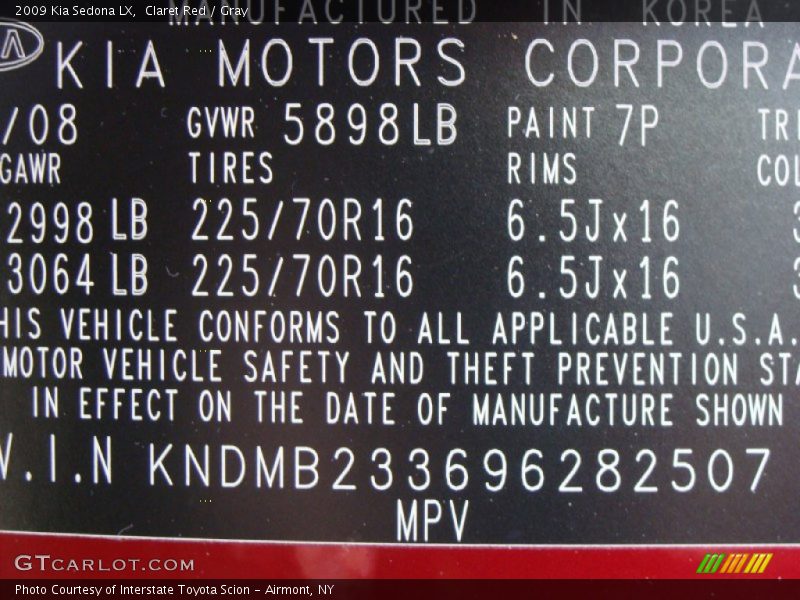 2009 Kia Sedona LX,  Claret Red / Gray
MANUFACTURED IN KOREA
KIA MOTORS CORPORA
/08 GVWR 5898LB PAINT 7P TRI
GAWR TIRES RIMS COL
2998 LB 225/70R16 6.5Jx16 3
3064 LB 225/70R16 6.5Jx16 3
HIS VEHICLE CONFORMS TO ALL APPLICABLE U.S.A.
MOTOR VEHICLE SAFETY AND THEFT PREVENTION STA
IN EFFECT ON THE DATE OF MANUFACTURE SHOWN
V.I.N KNDMB233696282507
MPV
GTCARLOT.COM
Photo Courtesy of Interstate Toyota Scion - Airmont, NY